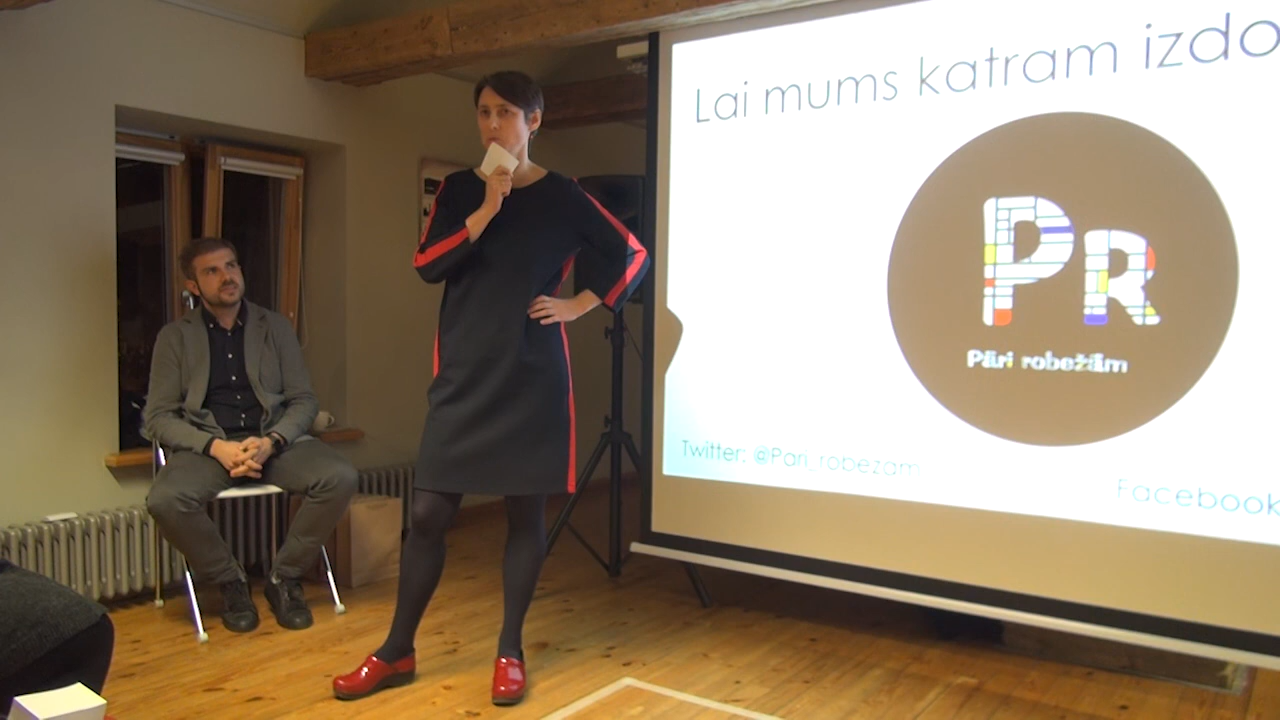 Lai mums katram izdo
PR
Pāri robežām
Twitter: @Pari_robezam
Facebook